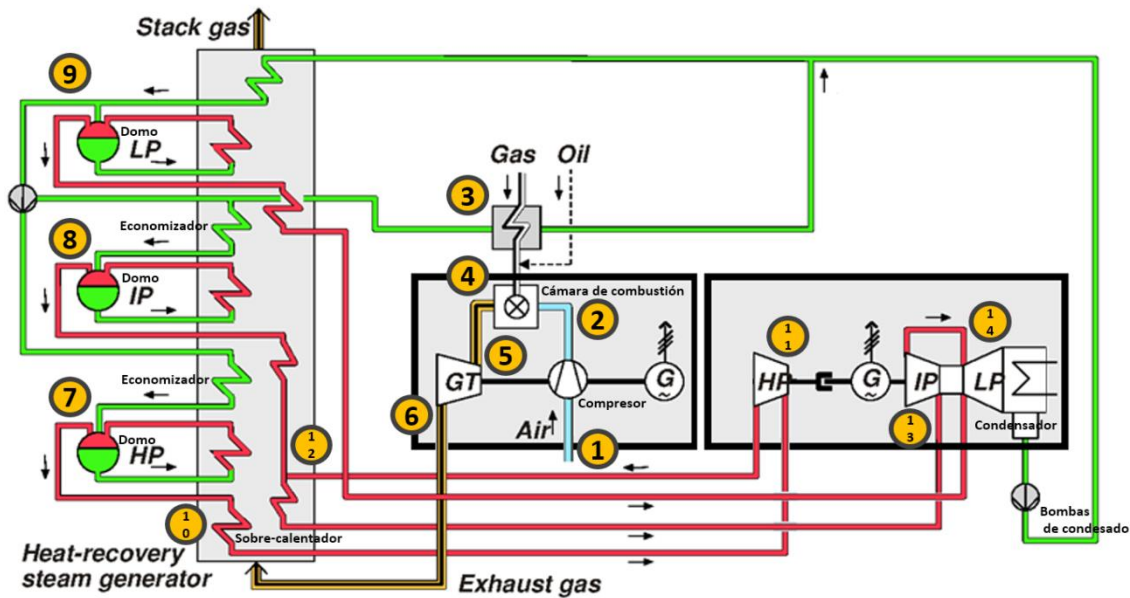 Stack gas
9
Domo
LP
Gas
Oil
3
Economizador
8
Domo
IP
4
Cámara de combustión
2
1
4
1
1
5
GT
G
~
HP
G
~
IP
LP
Economizador
Compresor
7
6
Air
1
3
Condensador
Domo
HP
1
2
1
Bombas
de condesado
1
0
Sobre-calentador
Heat-recovery
steam generator
Exhaust gas